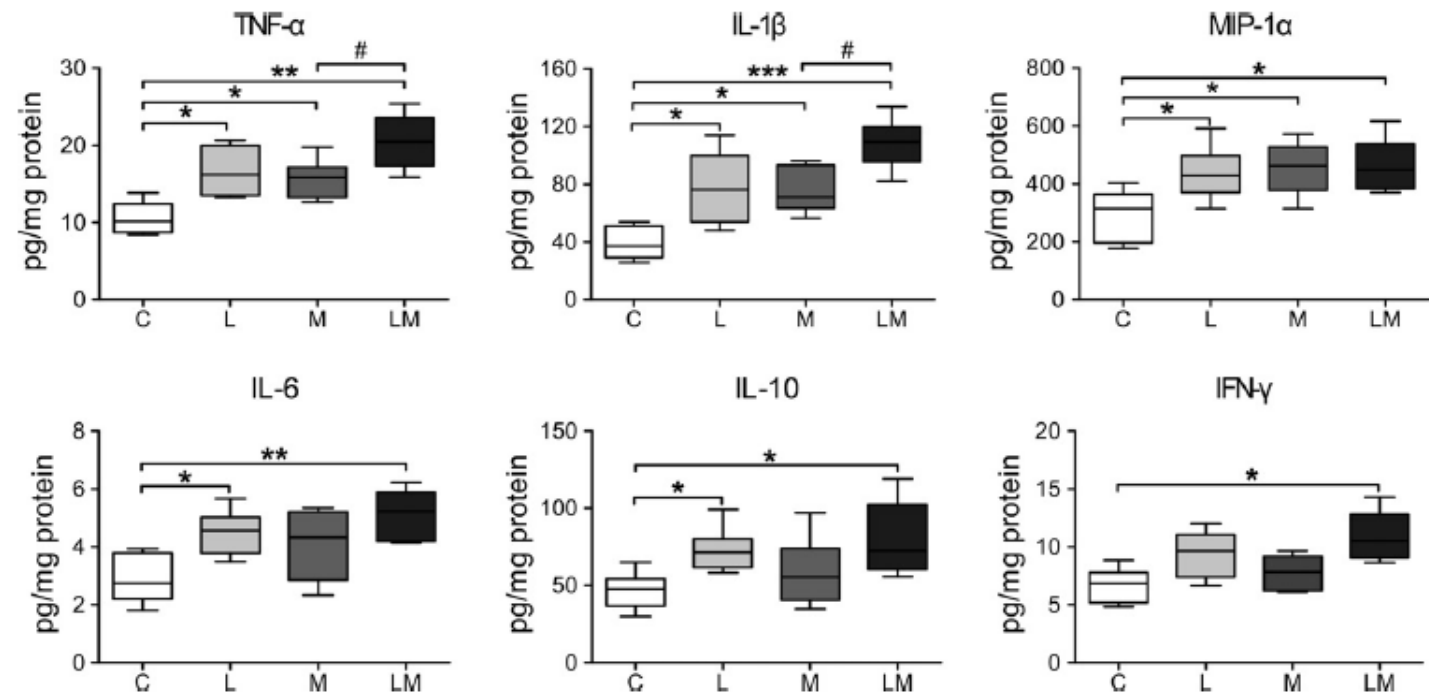 TNF-α
#
**
*
*
30
20
10
0
pg/mg protein
C L M LM
IL-1β
#
***
*
*
160
120
80
40
0
pg/mg protein
C L M LM
MIP-1α
*
*
*
800
600
400
200
0
pg/mg protein
C L M LM
IL-6
**
*
8
6
4
2
0
pg/mg protein
C L M LM
IL-10
*
*
150
100
50
0
pg/mg protein
C L M LM
IFN-γ
*
20
15
10
5
0
pg/mg protein
C L M LM